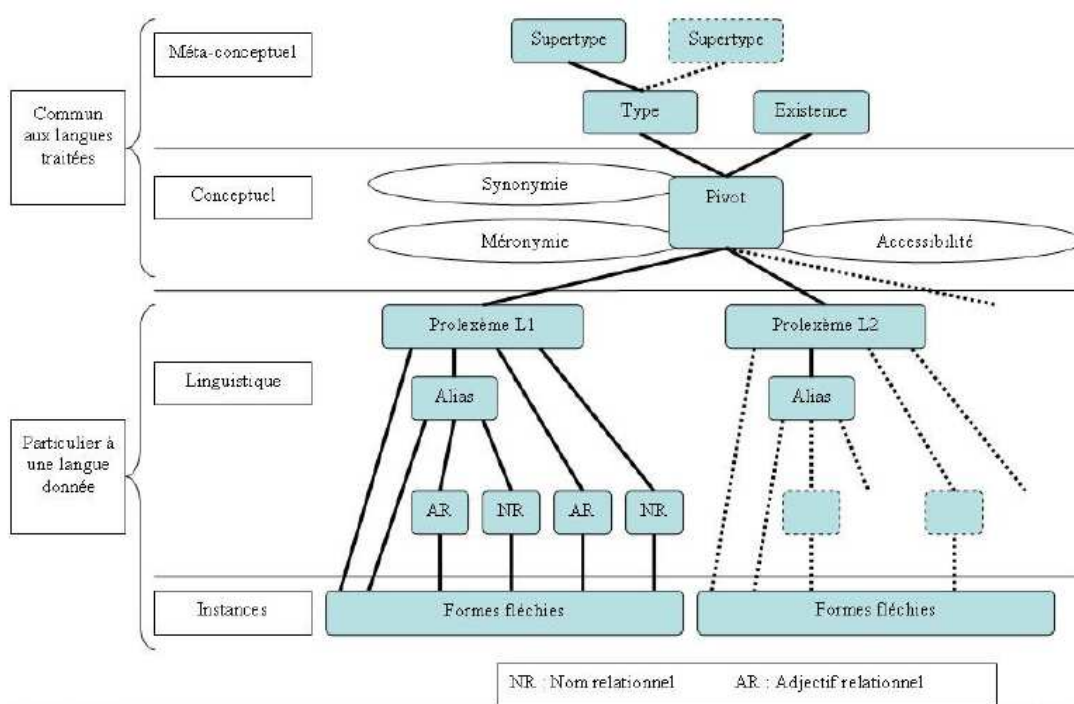 Méta-conceptuel
Supertype
Supertype
Commun
aux langues
traitées
Type
Existence
Conceptuel
Synonymie
Pivot
Méronymie
Accessibilité
Prolexème L1
Prolexème L2
Linguistique
Alias
Alias
Particulier à
une langue
donnée
AR
NR
AR
NR
Instances
Formes fléchies
Formes fléchies
NR : Nom relationnel AR : Adjectif relationnel